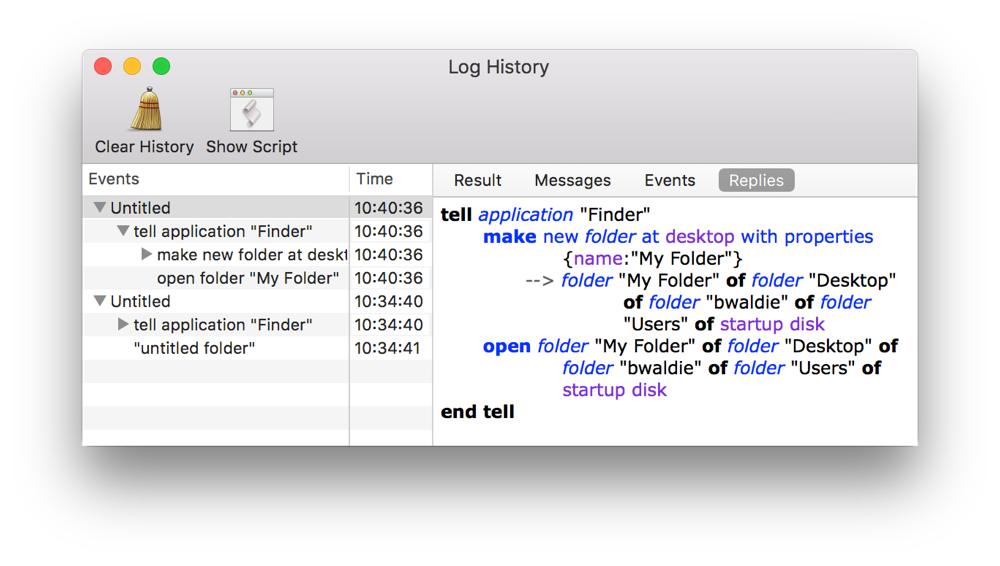 Log History
Clear History Show Script
Events Time
Untitled 10:40:36
tell application "Finder" 10:40:36
make new folder at deskt 10:40:36
open folder "My Folder" 10:40:36
Untitled 10:34:40
tell application "Finder" 10:34:40
"untitled folder" 10:34:41
Result Messages Events Replies
tell application "Finder"
make new folder at desktop with properties
{name:"My Folder"}
--> folder "My Folder" of folder "Desktop"
of folder "bwaldie" of folder
"Users" of startup disk
open folder "My Folder" of folder "Desktop" of
folder "bwaldie" of folder "Users" of
startup disk
end tell